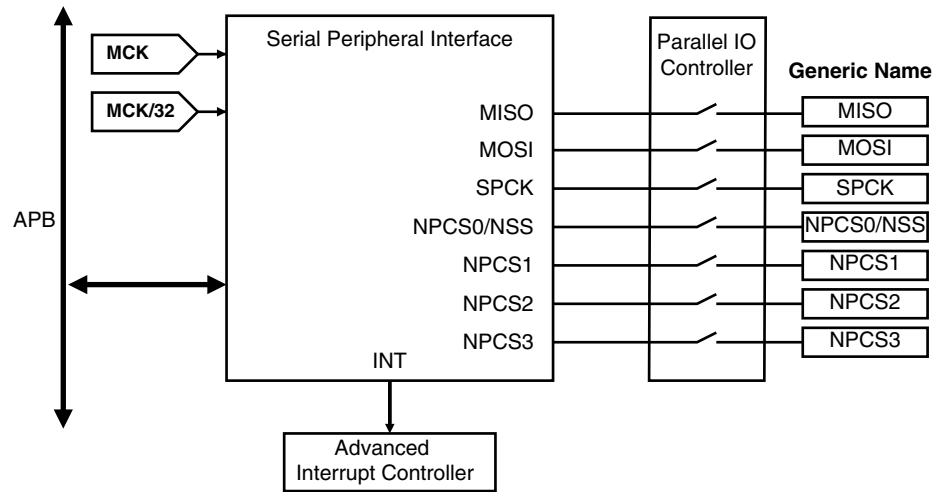 MCK
MCK/32
APB
Serial Peripheral Interface
MISO
MOSI
SPCK
NPCS0/NSS
NPCS1
NPCS2
NPCS3
INT
Advanced
Interrupt Controller
Parallel IO
Controller
Generic Name
MISO
MOSI
SPCK
NPCS0/NSS
NPCS1
NPCS2
NPCS3